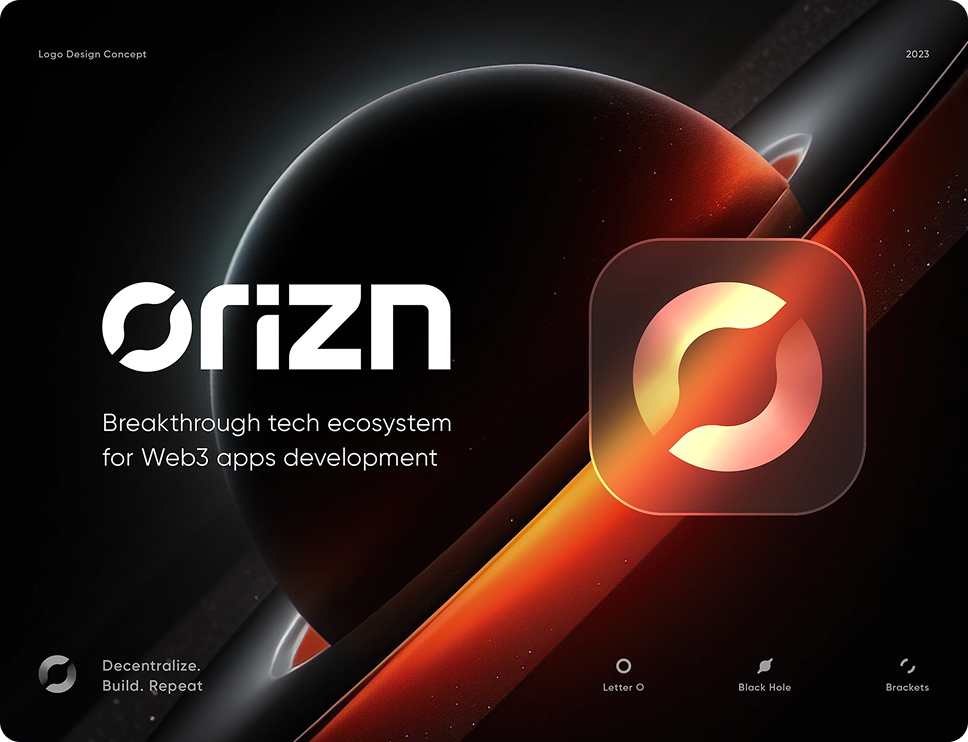 Logo Design Concept
2023
orizn
Breakthrough tech ecosystem
for Web3 apps development
Decentralize.
Build. Repeat
Letter O
Black Hole
Brackets